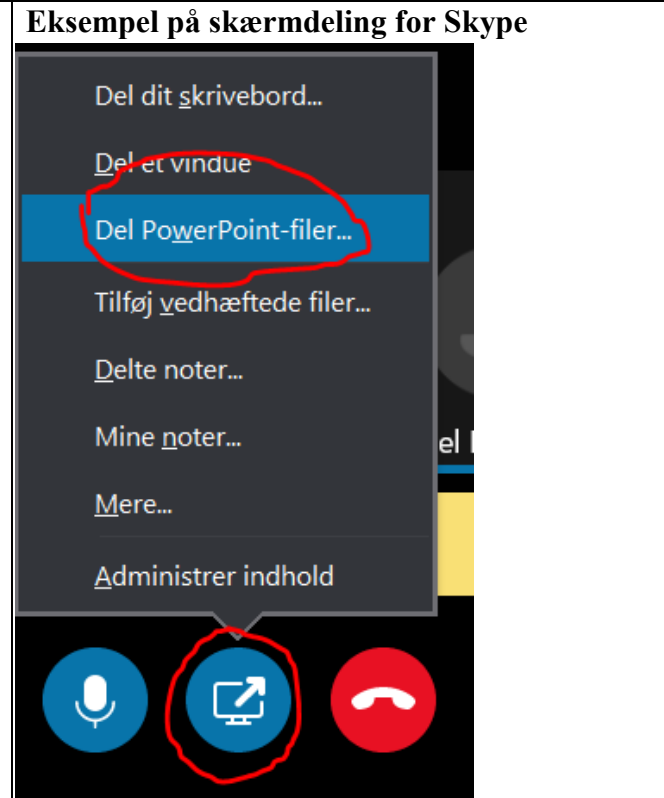 Eksempel på skærmdeling for Skype
Del dit skrivebord...
Del et vindue
Del PowerPoint-filer...
Tilføj vedhæftede filer...
Delte noter...
Mine noter...
el
Mere...
Administrer indhold